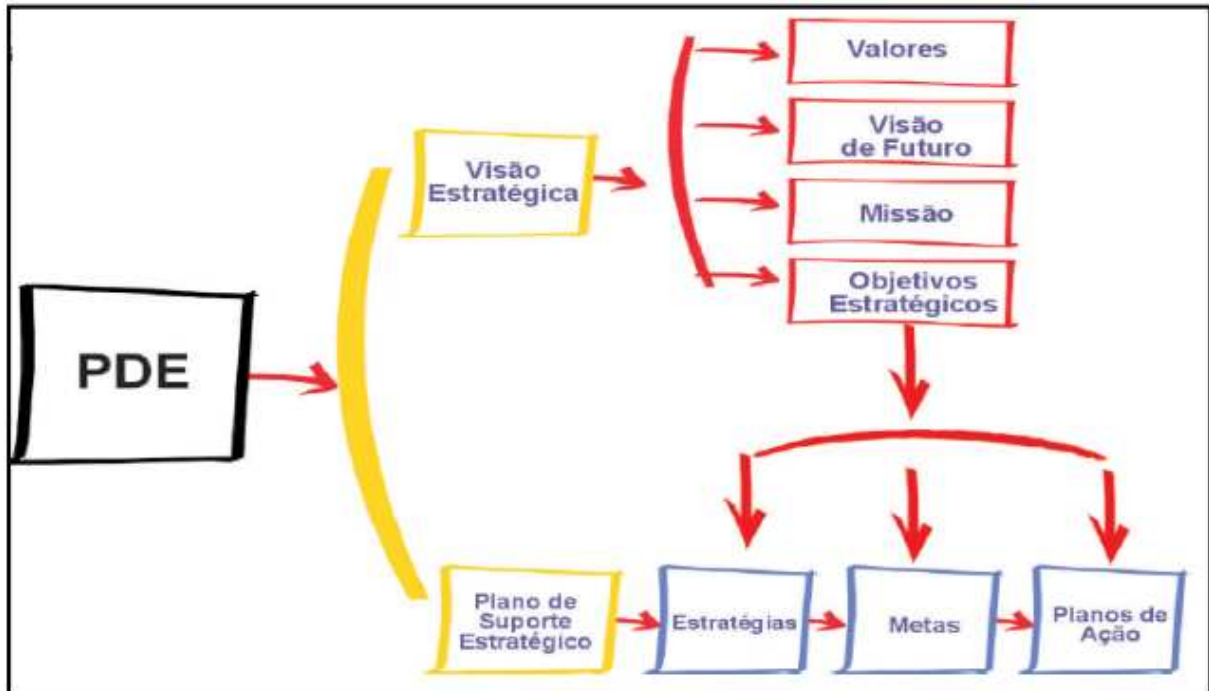 Valores
Visão
de Futuro
Visão
Estratégica
Missão
Objetivos
Estratégicos
PDE
Plano de
Suporte
Estratégico
Estratégias
Metas
Planos de
Ação